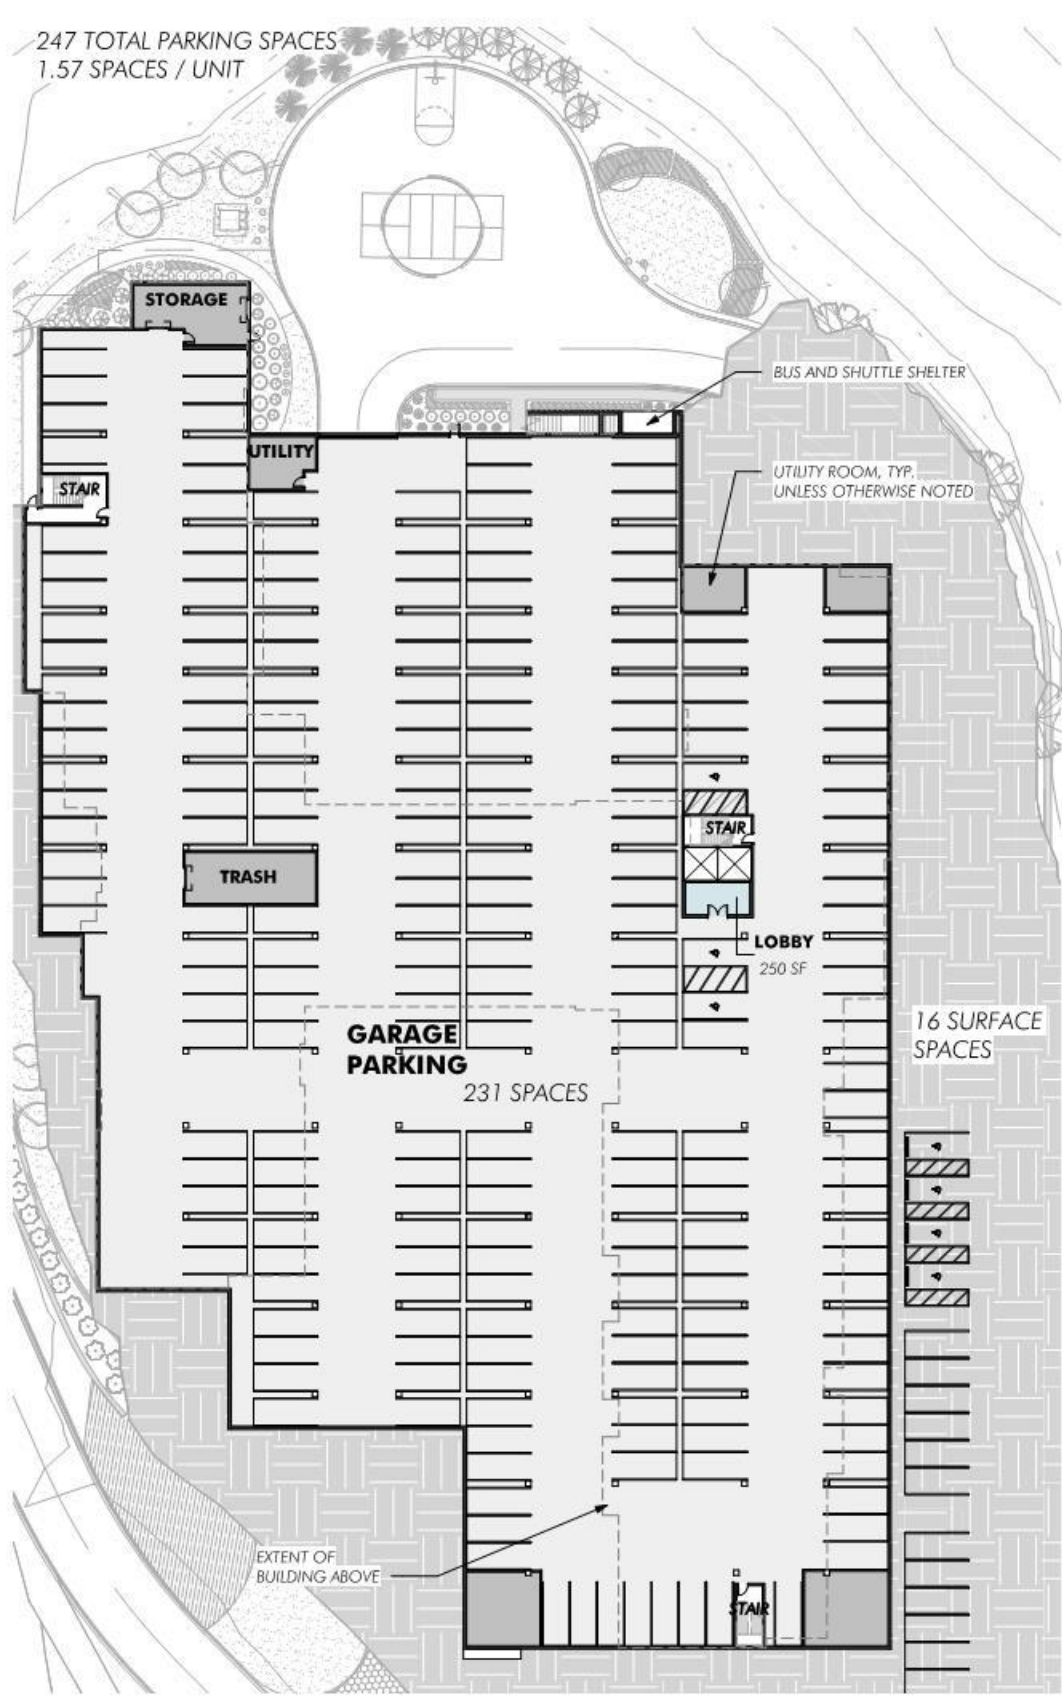 247 TOTAL PARKING SPACES
1.57 SPACES / UNIT
STORAGE
BUS AND SHUTTLE SHELTER
UTILITY
UTILITY ROOM, TYP.
UNLESS OTHERWISE NOTED
STAIR
STAIR
TRASH
LOBBY
250 SF
16 SURFACE
SPACES
GARAGE
PARKING
231 SPACES
EXTENT OF
BUILDING ABOVE
STAIR